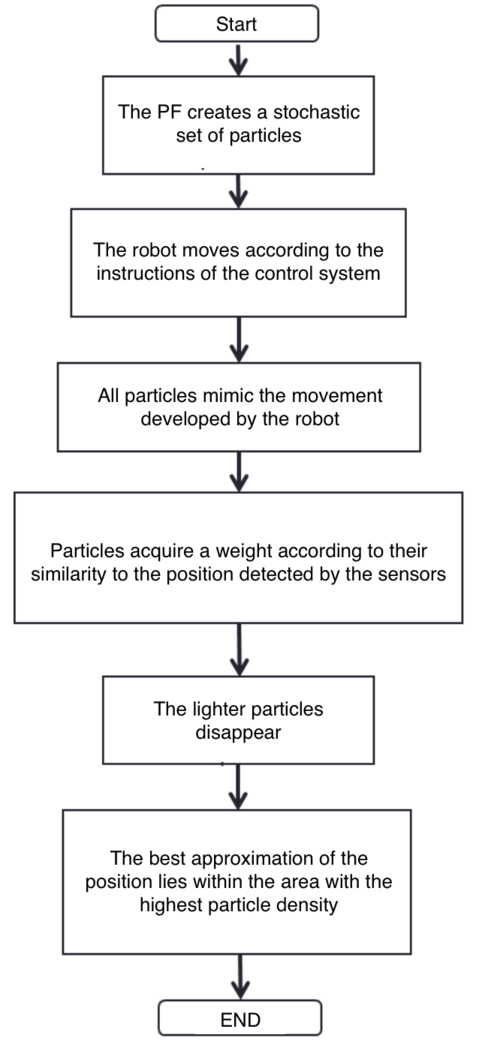 Start
The PF creates a stochastic
set of particles
The robot moves according to the
instructions of the control system
All particles mimic the movement
developed by the robot
Particles acquire a weight according to their
similarity to the position detected by the sensors
The lighter particles
disappear
The best approximation of the
position lies within the area with the
highest particle density
END